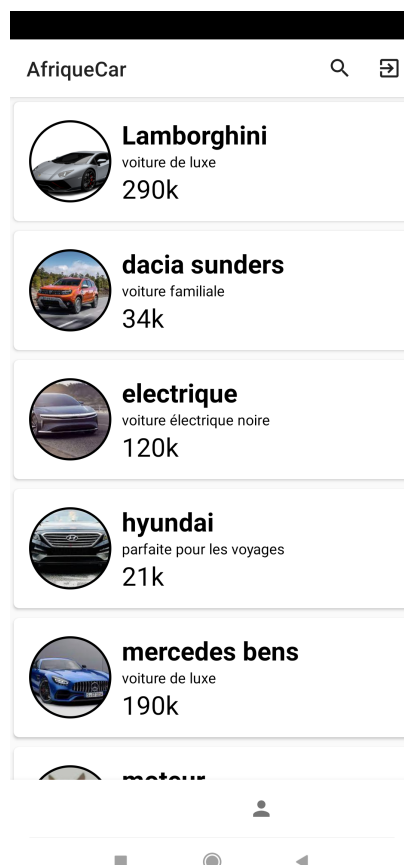 AfriqueCar
Lamborghini
voiture de luxe
290k
dacia sunders
voiture familiale
34k
electrique
voiture électrique noire
120k
hyundai
parfaite pour les voyages
21k
mercedes bens
voiture de luxe
190k
moteur